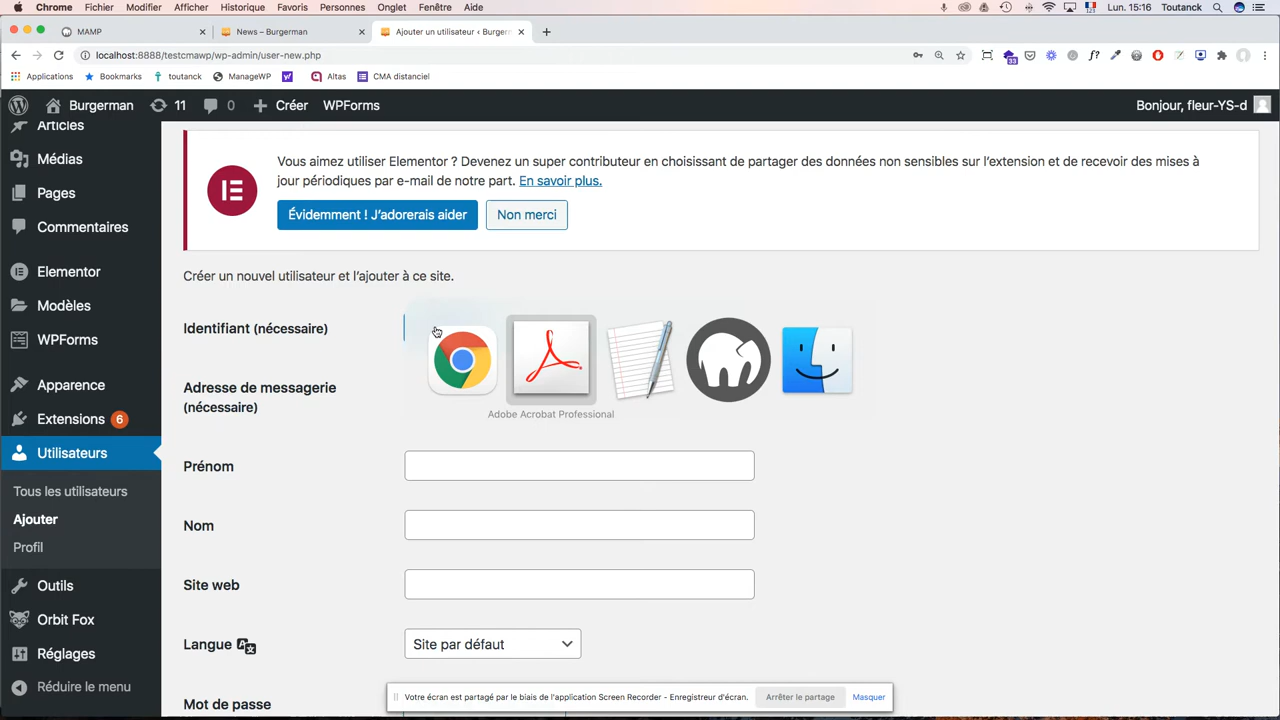 Chrome Fichier Modifier Afficher Historique Favoris Personnes Onglet Fenêtre Aide Lun. 15:16 Toutanck
MAMP News – Burgerman Ajouter un utilisateur ‹ Burgerm
localhost:8888/testcmawp/wp-admin/user-new.php
33
Applications Bookmarks toutanck ManageWP Altas CMA distanciel
Burgerman 11 0 Créer WPForms Bonjour, fleur-YS-d
Articles
Médias
Pages
Commentaires
Elementor
Modèles
WPForms
Apparence
Extensions 6
Utilisateurs
Tous les utilisateurs
Ajouter
Profil
Outils
Orbit Fox
Réglages
Réduire le menu
Vous aimez utiliser Elementor ? Devenez un super contributeur en choisissant de partager des données non sensibles sur l’extension et de recevoir des mises à
jour périodiques par e-mail de notre part. En savoir plus.
Évidemment ! J’adorerais aider Non merci
Créer un nouvel utilisateur et l’ajouter à ce site.
Identifiant (nécessaire)
Adresse de messagerie
(nécessaire)
Adobe Acrobat Professional
Prénom
Nom
Site web
Langue Site par défaut
Mot de passe
Votre écran est partagé par le biais de l'application Screen Recorder - Enregistreur d'écran. Arrêter le partage Masquer